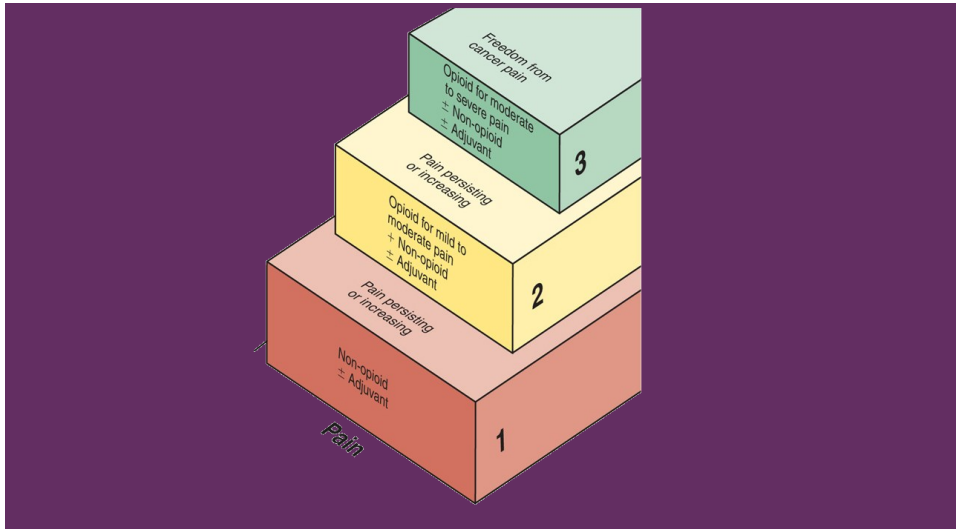 Freedom from
cancer pain
Opioid for moderate
to severe pain
± Non-opioid
± Adjuvant
3
Pain persisting
or increasing
Opioid for mild to
moderate pain
+ Non-opioid
± Adjuvant
2
Pain persisting
or increasing
Non-opioid
± Adjuvant
1
Pain